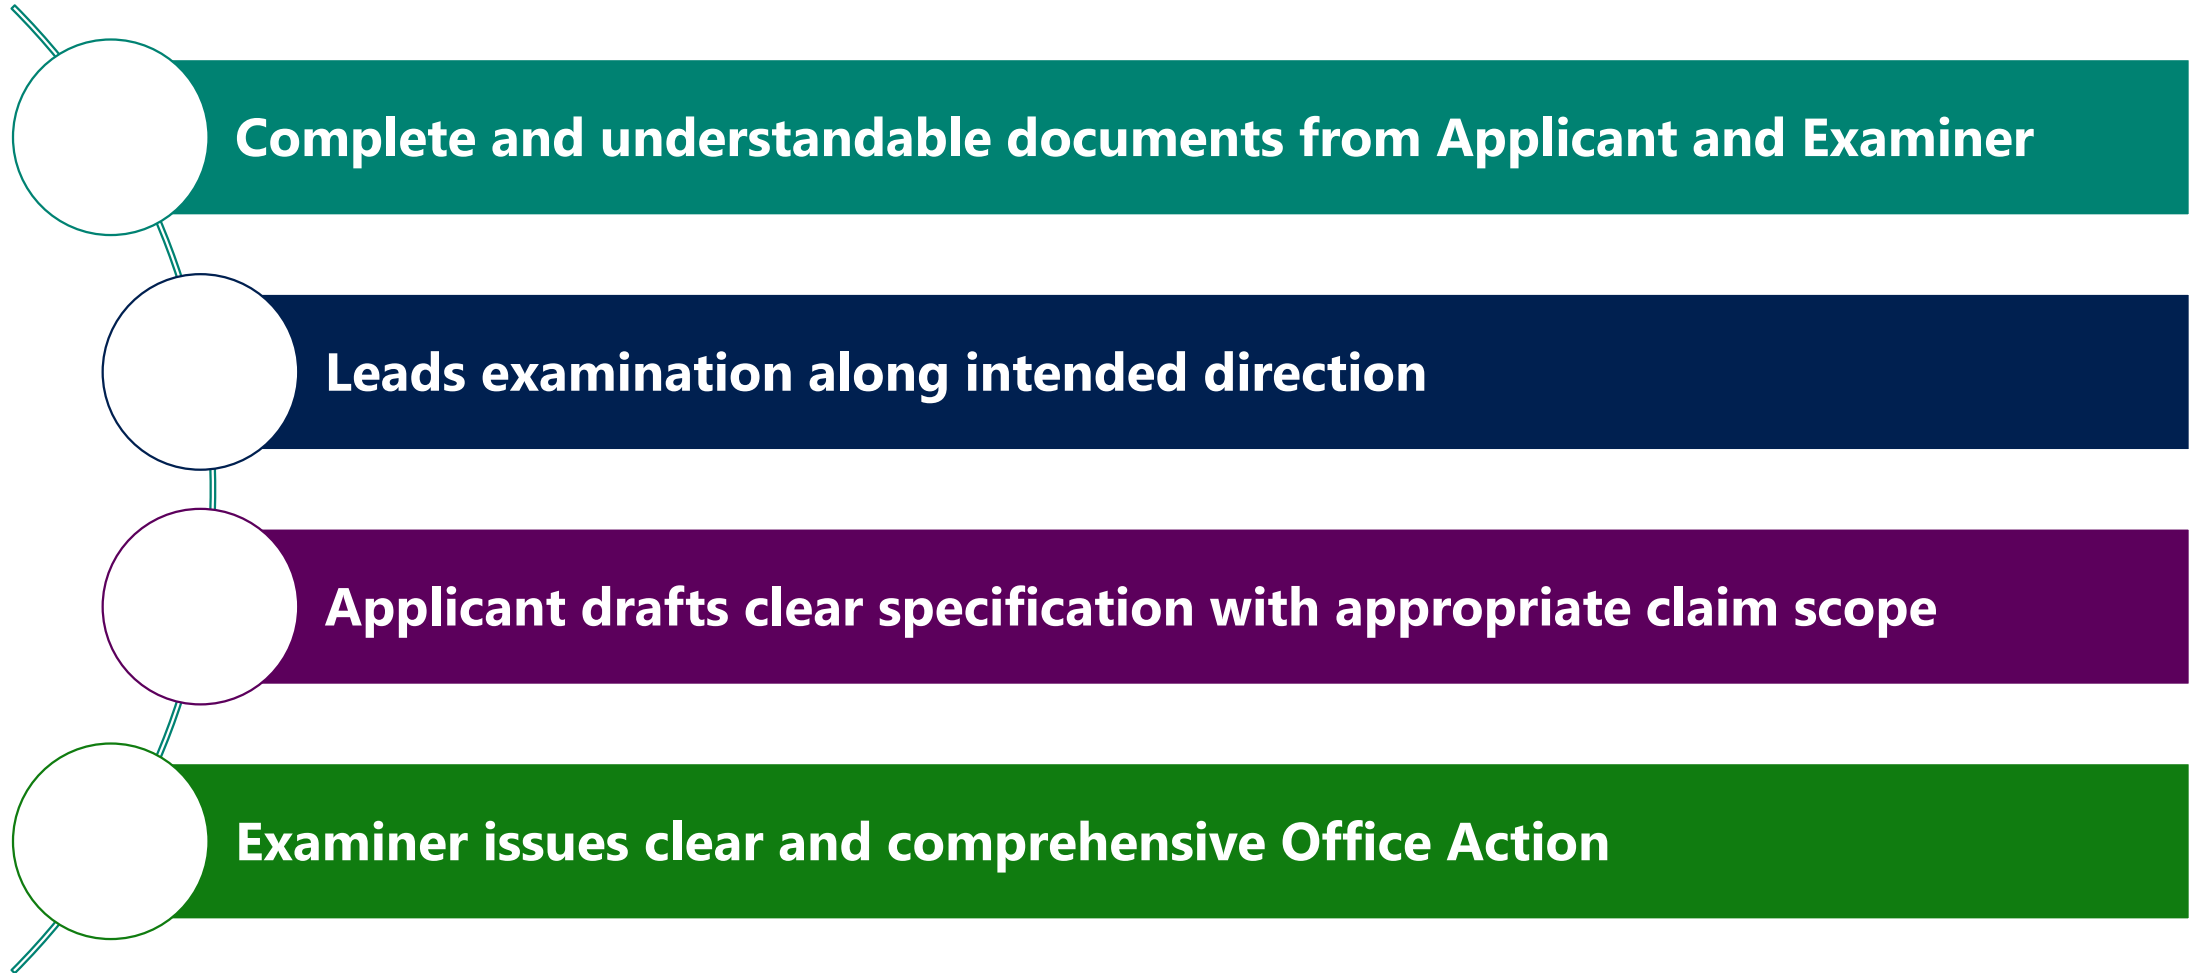 Complete and understandable documents from Applicant and Examiner
Leads examination along intended direction
Applicant drafts clear specification with appropriate claim scope
Examiner issues clear and comprehensive Office Action